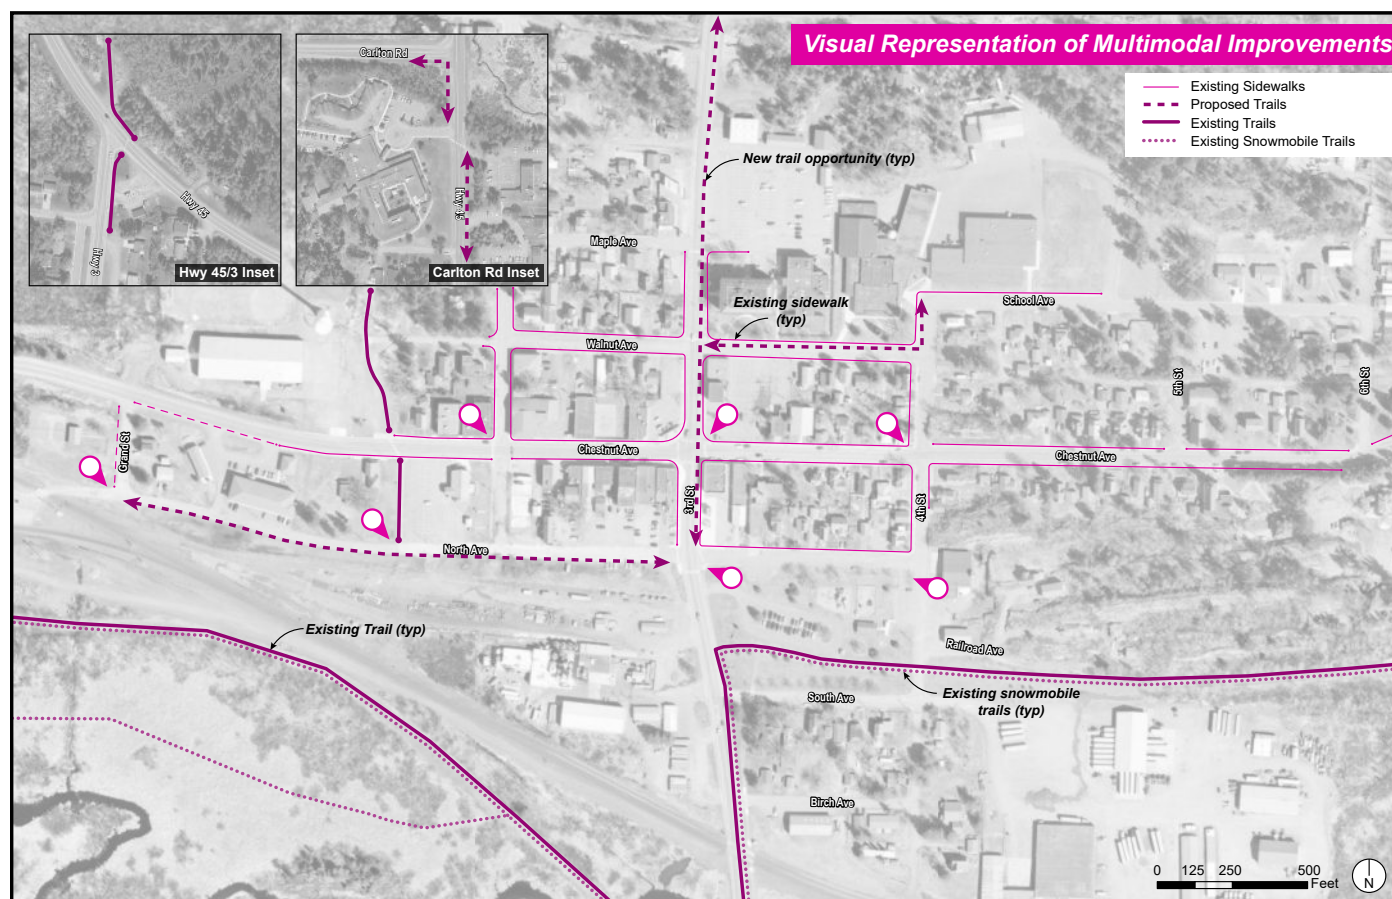 Visual Representation of Multimodal Improvements
Existing Sidewalks
Proposed Trails
Existing Trails
Existing Snowmobile Trails
Hwy 45
Hwy 3
Hwy 45/3 Inset
Carlton Rd
Hwy 45
Carlton Rd Inset
New trail opportunity (typ)
Maple Ave
Existing sidewalk
(typ)
School Ave
Walnut Ave
5th St
6th St
Grand St
Chestnut Ave
Chestnut Ave
3rd St
4th St
North Ave
Existing Trail (typ)
Railroad Ave
South Ave
Existing snowmobile
trails (typ)
Birch Ave
0 125 250 500
Feet
N